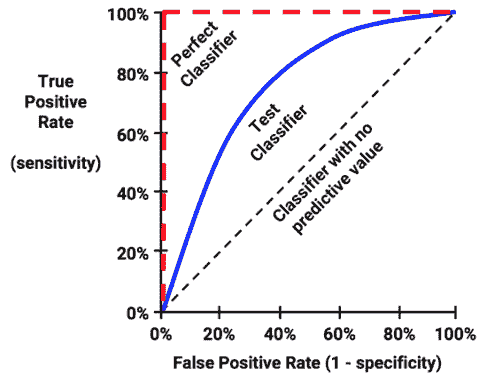 100%
80%
60%
40%
20%
0%
True
Positive
Rate
(sensitivity)
Perfect
Classifier
Test
Classifier
Classifier with no
predictive value
0% 20% 40% 60% 80% 100%
False Positive Rate (1 - specificity)